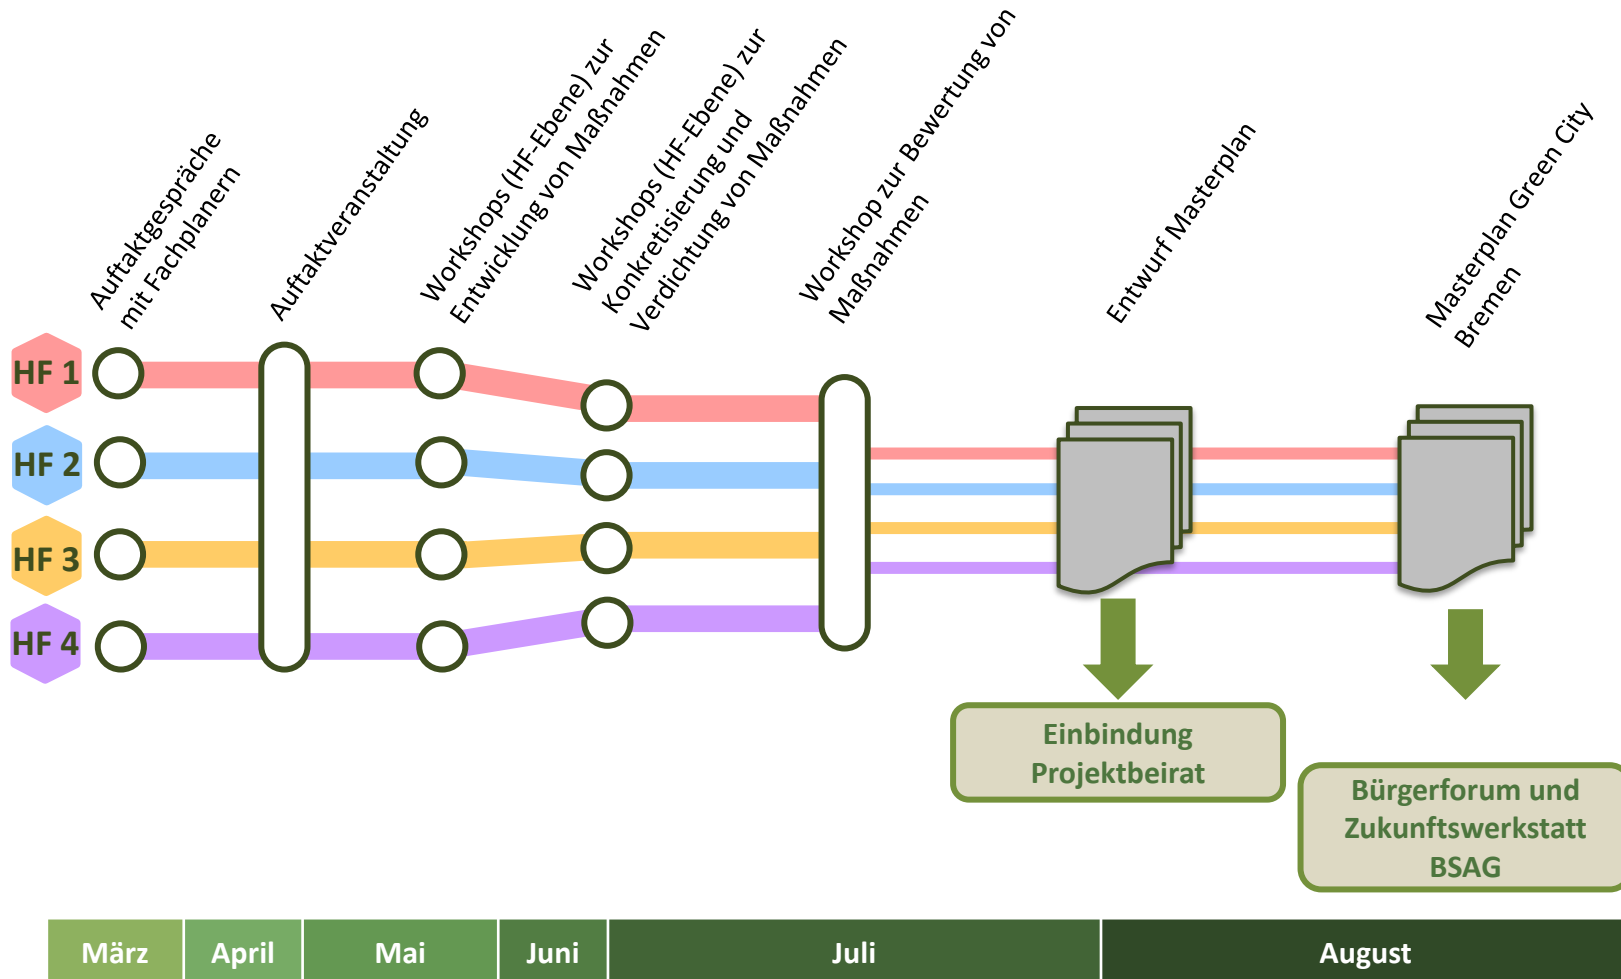 Auftaktgespräche
mit Fachplanern
Auftaktveranstaltung
Workshops (HF-Ebene) zur
Entwicklung von Maßnahmen
Workshops (HF-Ebene) zur
Konkretisierung und
Verdichtung von Maßnahmen
Workshop zur Bewertung von
Maßnahmen
Entwurf Masterplan
Masterplan Green City
Bremen
HF 1
HF 2
HF 3
HF 4
Einbindung
Projektbeirat
Bürgerforum und
Zukunftswerkstatt
BSAG
März
April
Mai
Juni
Juli
August